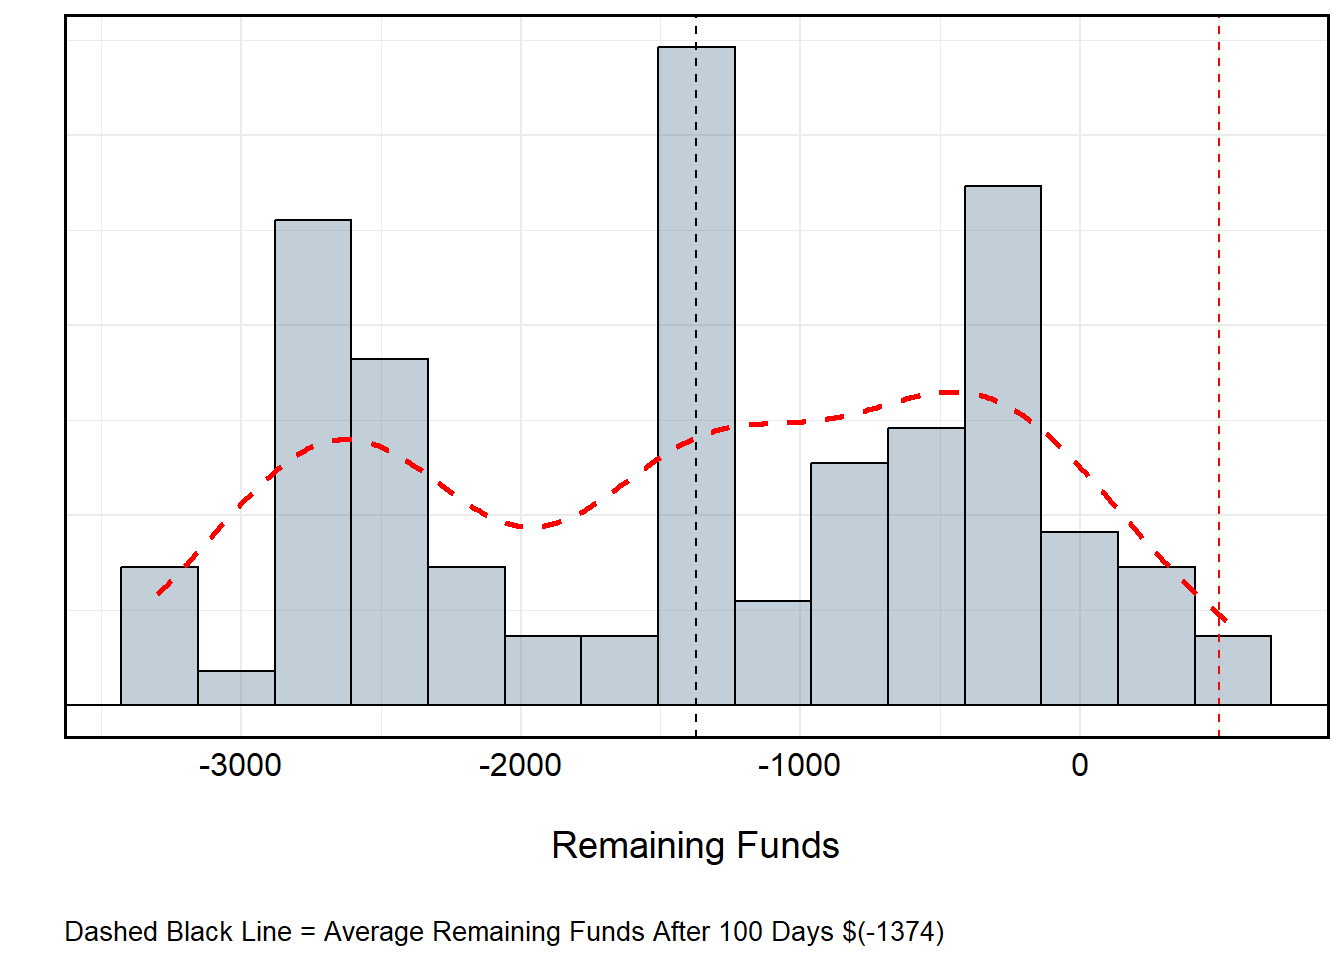 -3000 -2000 -1000 0
Remaining Funds
Dashed Black Line = Average Remaining Funds After 100 Days $(-1374)